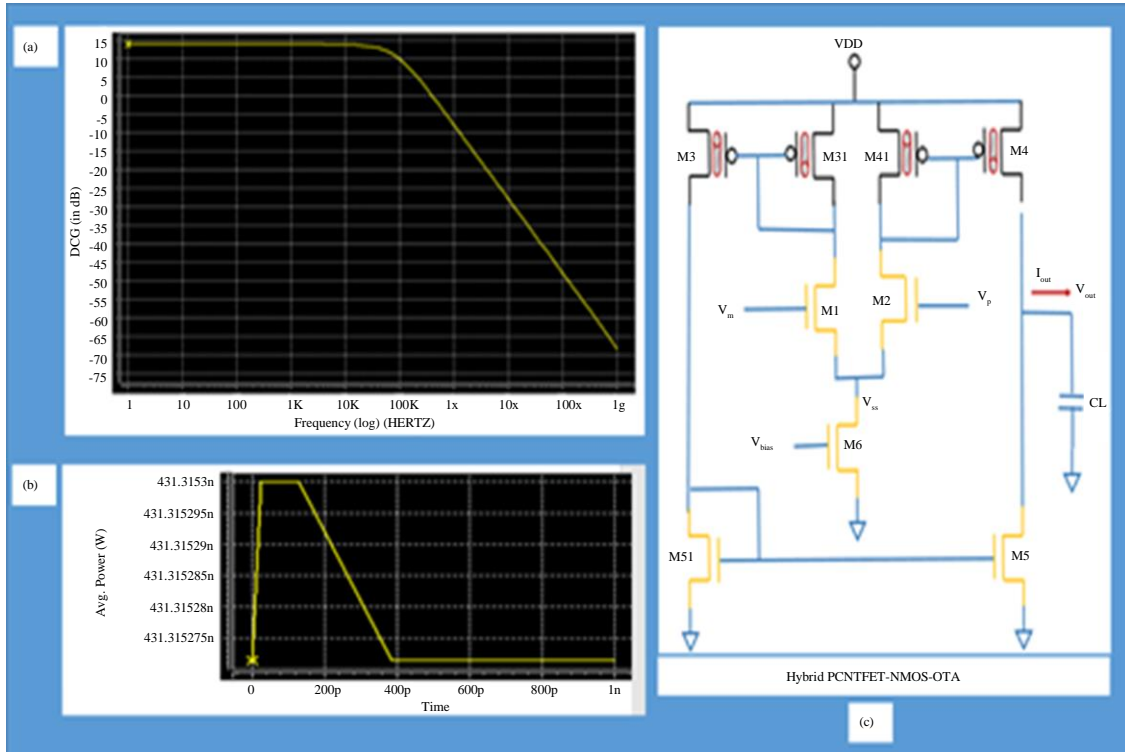 (a)
15
10
5
0
-5
-10
-15
-20
-25
-30
-35
-40
-45
-50
-55
-60
-65
-70
-75
DCG (in dB)
1 10 100 1K 10K 100K 1x 10x 100x 1g
Frequency (log) (HERTZ)
(b)
431.3153n
431.315295n
431.31529n
431.315285n
431.31528n
431.315275n
Avg. Power (W)
0 200p 400p 600p 800p 1n
Time
VDD
M3 M31 M41 M4
Iout
Vout
Vm M1 M2 Vp
CL
Vss
Vbias M6
M51 M5
Hybrid PCNTFET-NMOS-OTA
(c)